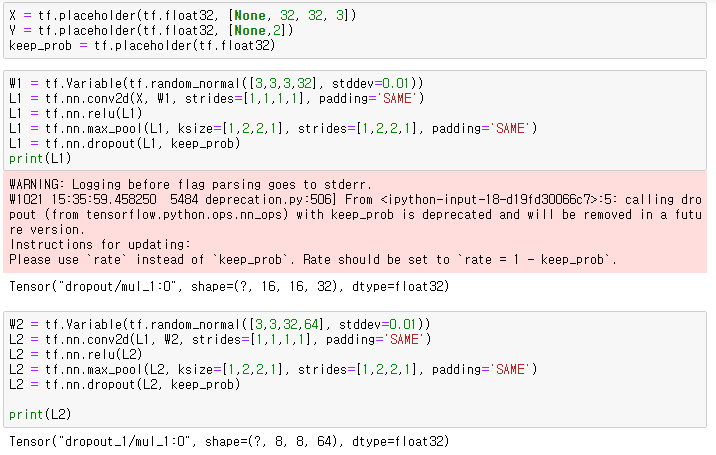 X = tf.placeholder(tf.float32, [None, 32, 32, 3])
Y = tf.placeholder(tf.float32, [None,2])
keep_prob = tf.placeholder(tf.float32)
W1 = tf.Variable(tf.random_normal([3,3,3,32], stddev=0.01))
L1 = tf.nn.conv2d(X, W1, strides=[1,1,1,1], padding='SAME')
L1 = tf.nn.relu(L1)
L1 = tf.nn.max_pool(L1, ksize=[1,2,2,1], strides=[1,2,2,1], padding='SAME')
L1 = tf.nn.dropout(L1, keep_prob)
print(L1)
WARNING: Logging before flag parsing goes to stderr.
W1021 15:35:59.458250  5484 deprecation.py:506] From <ipython-input-18-d19fd30066c7>:5: calling dro
pout (from tensorflow.python.ops.nn_ops) with keep_prob is deprecated and will be removed in a futu
re version.
Instructions for updating:
Please use `rate` instead of `keep_prob`. Rate should be set to `rate = 1 - keep_prob`.
Tensor("dropout/mul_1:0", shape=(?, 16, 16, 32), dtype=float32)
W2 = tf.Variable(tf.random_normal([3,3,32,64], stddev=0.01))
L2 = tf.nn.conv2d(L1, W2, strides=[1,1,1,1], padding='SAME')
L2 = tf.nn.relu(L2)
L2 = tf.nn.max_pool(L2, ksize=[1,2,2,1], strides=[1,2,2,1], padding='SAME')
L2 = tf.nn.dropout(L2, keep_prob)
print(L2)
Tensor("dropout_1/mul_1:0", shape=(?, 8, 8, 64), dtype=float32)